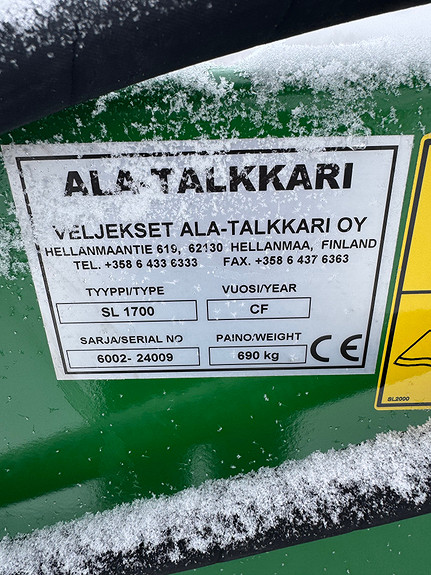 ALA-TALKKARI
VELJEKSET ALA-TALKKARI OY
HELLANMAANTIE 619, 62130 HELLANMAA, FINLAND
TEL. +358 6 433 6333 FAX. +358 6 437 6363
TYYPPI/TYPE VUOSI/YEAR
SL 1700 CF
SARJA/SERIAL NO PAINO/WEIGHT
6002- 24009 690 kg CE
SL2000